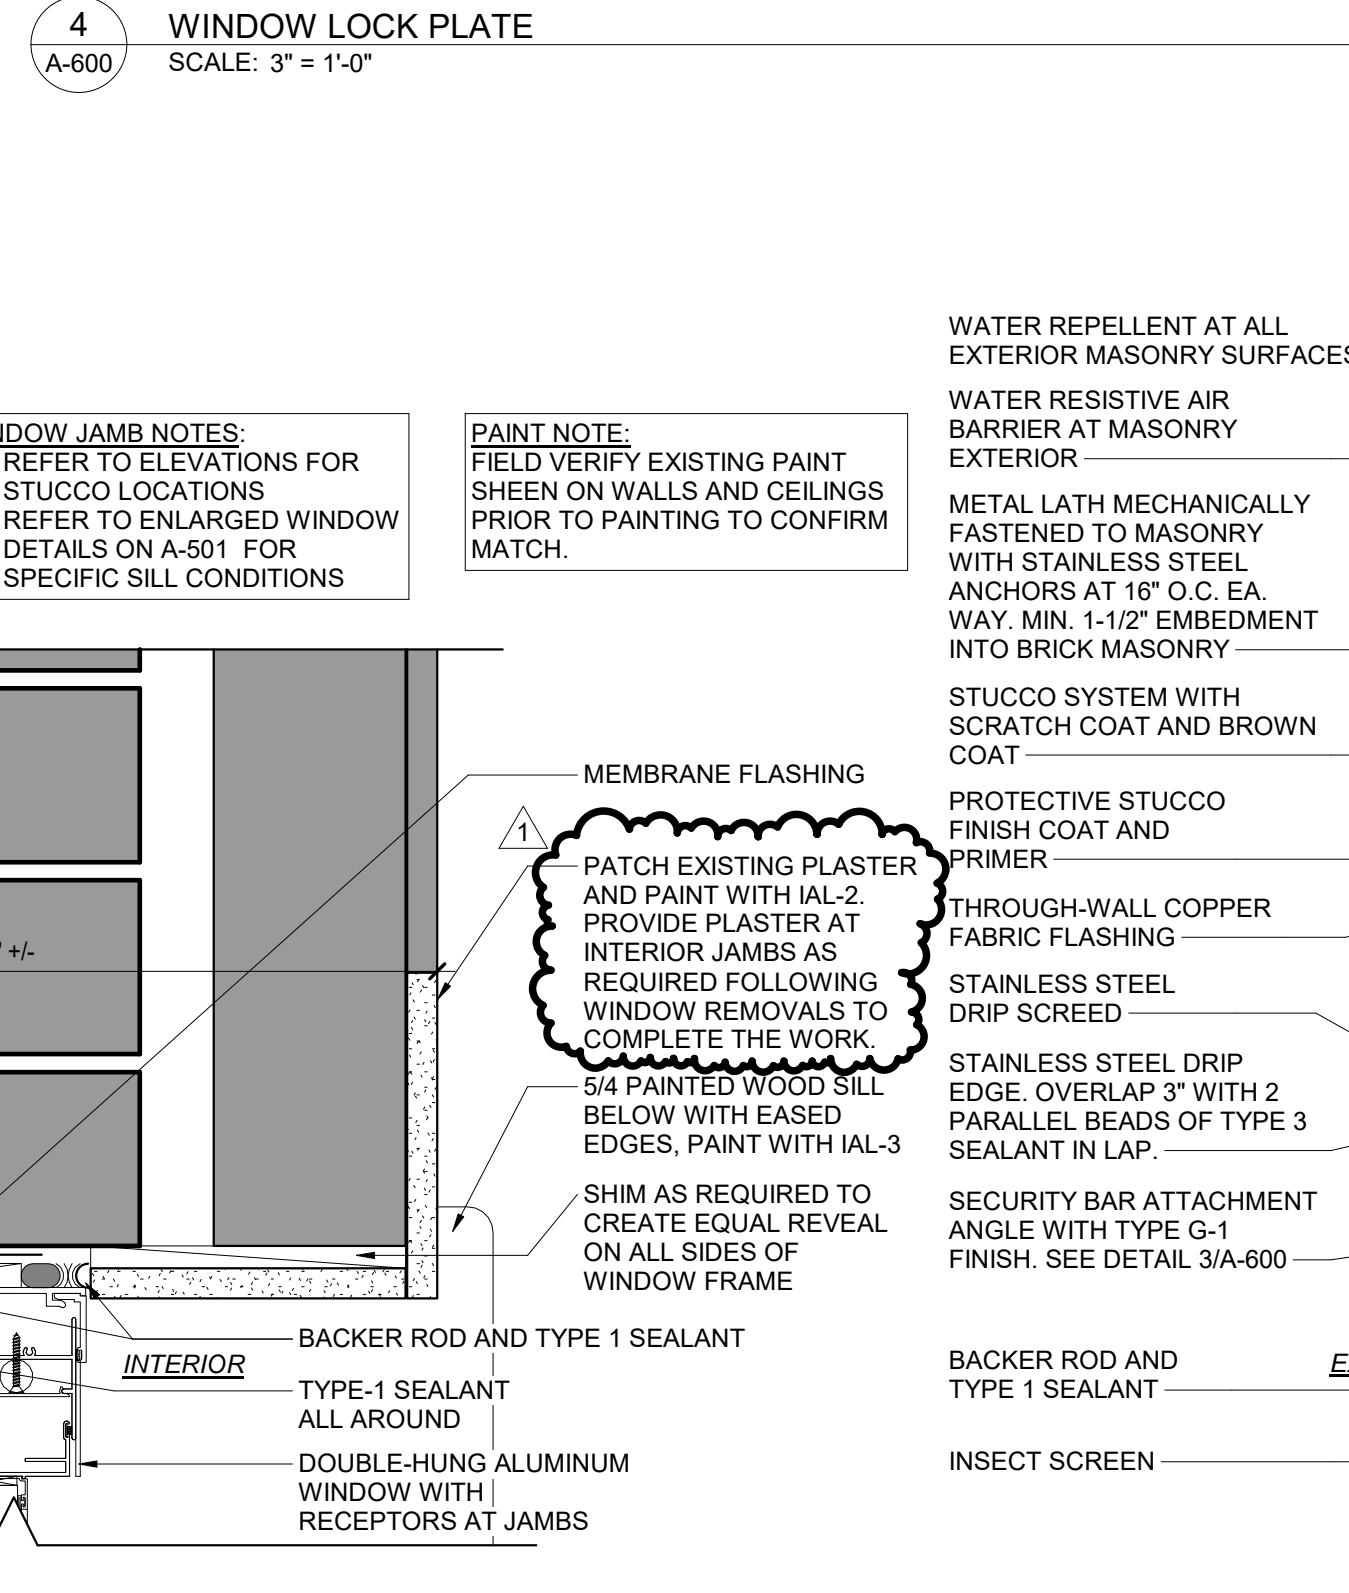 4
A-600
WINDOW LOCK PLATE
SCALE: 3" = 1'-0"
JAMB NOTES:
REFER TO ELEVATIONS FOR
STUCCO LOCATIONS
REFER TO ENLARGED WINDOW
DETAILS ON A-501 FOR
SPECIFIC SILL CONDITIONS
PAINT NOTE:
FIELD VERIFY EXISTING PAINT
SHEEN ON WALLS AND CEILINGS
PRIOR TO PAINTING TO CONFIRM
MATCH.
+/-
MEMBRANE FLASHING
1
PATCH EXISTING PLASTER
AND PAINT WITH IAL-2.
PROVIDE PLASTER AT
INTERIOR JAMBS AS
REQUIRED FOLLOWING
WINDOW REMOVALS TO
COMPLETE THE WORK.
5/4 PAINTED WOOD SILL
BELOW WITH EASED
EDGES, PAINT WITH IAL-3
SHIM AS REQUIRED TO
CREATE EQUAL REVEAL
ON ALL SIDES OF
WINDOW FRAME
BACKER ROD AND TYPE 1 SEALANT
INTERIOR
TYPE-1 SEALANT
ALL AROUND
DOUBLE-HUNG ALUMINUM
WINDOW WITH
RECEPTORS AT JAMBS
WATER REPELLENT AT ALL
EXTERIOR MASONRY SURFACES
WATER RESISTIVE AIR
BARRIER AT MASONRY
EXTERIOR
METAL LATH MECHANICALLY
FASTENED TO MASONRY
WITH STAINLESS STEEL
ANCHORS AT 16" O.C. EA.
WAY. MIN. 1-1/2" EMBEDMENT
INTO BRICK MASONRY
STUCCO SYSTEM WITH
SCRATCH COAT AND BROWN
COAT
PROTECTIVE STUCCO
FINISH COAT AND
PRIMER
THROUGH-WALL COPPER
FABRIC FLASHING
STAINLESS STEEL
DRIP SCREED
STAINLESS STEEL DRIP
EDGE. OVERLAP 3" WITH 2
PARALLEL BEADS OF TYPE 3
SEALANT IN LAP.
SECURITY BAR ATTACHMENT
ANGLE WITH TYPE G-1
FINISH. SEE DETAIL 3/A-600
BACKER ROD AND
TYPE 1 SEALANT
INSECT SCREEN